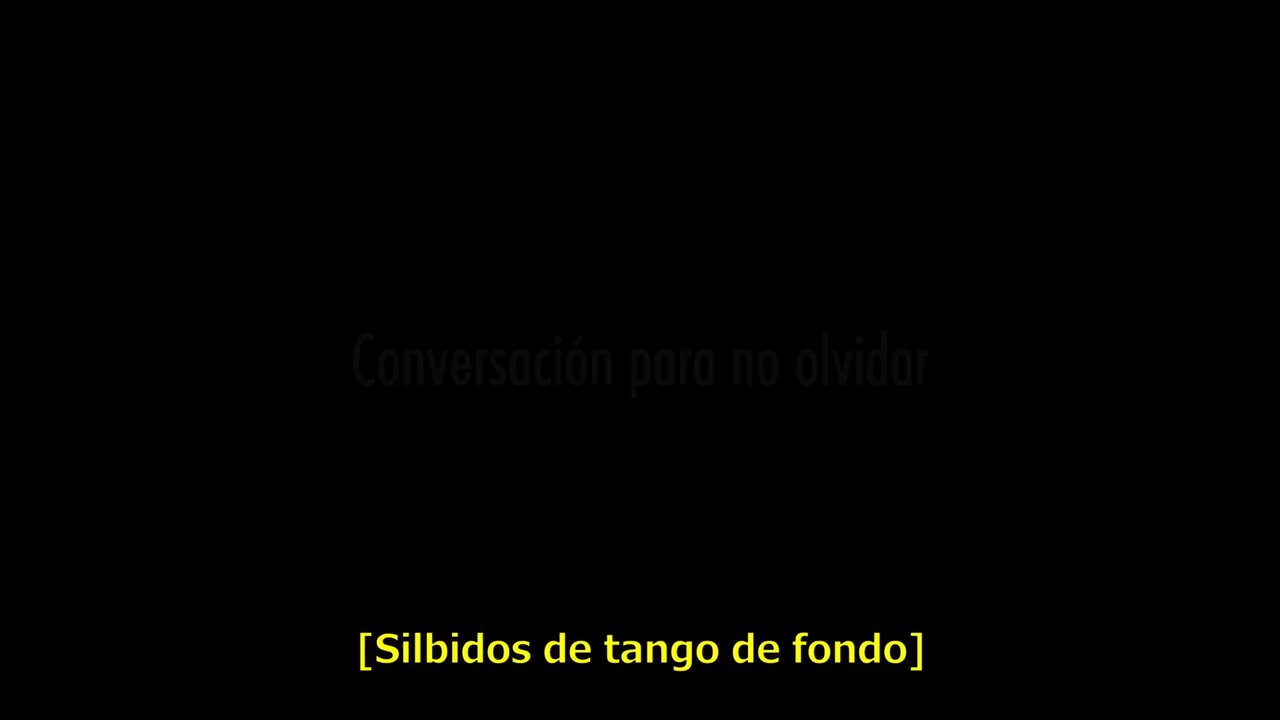 Conversación para no olvidar
[Silbidos de tango de fondo]